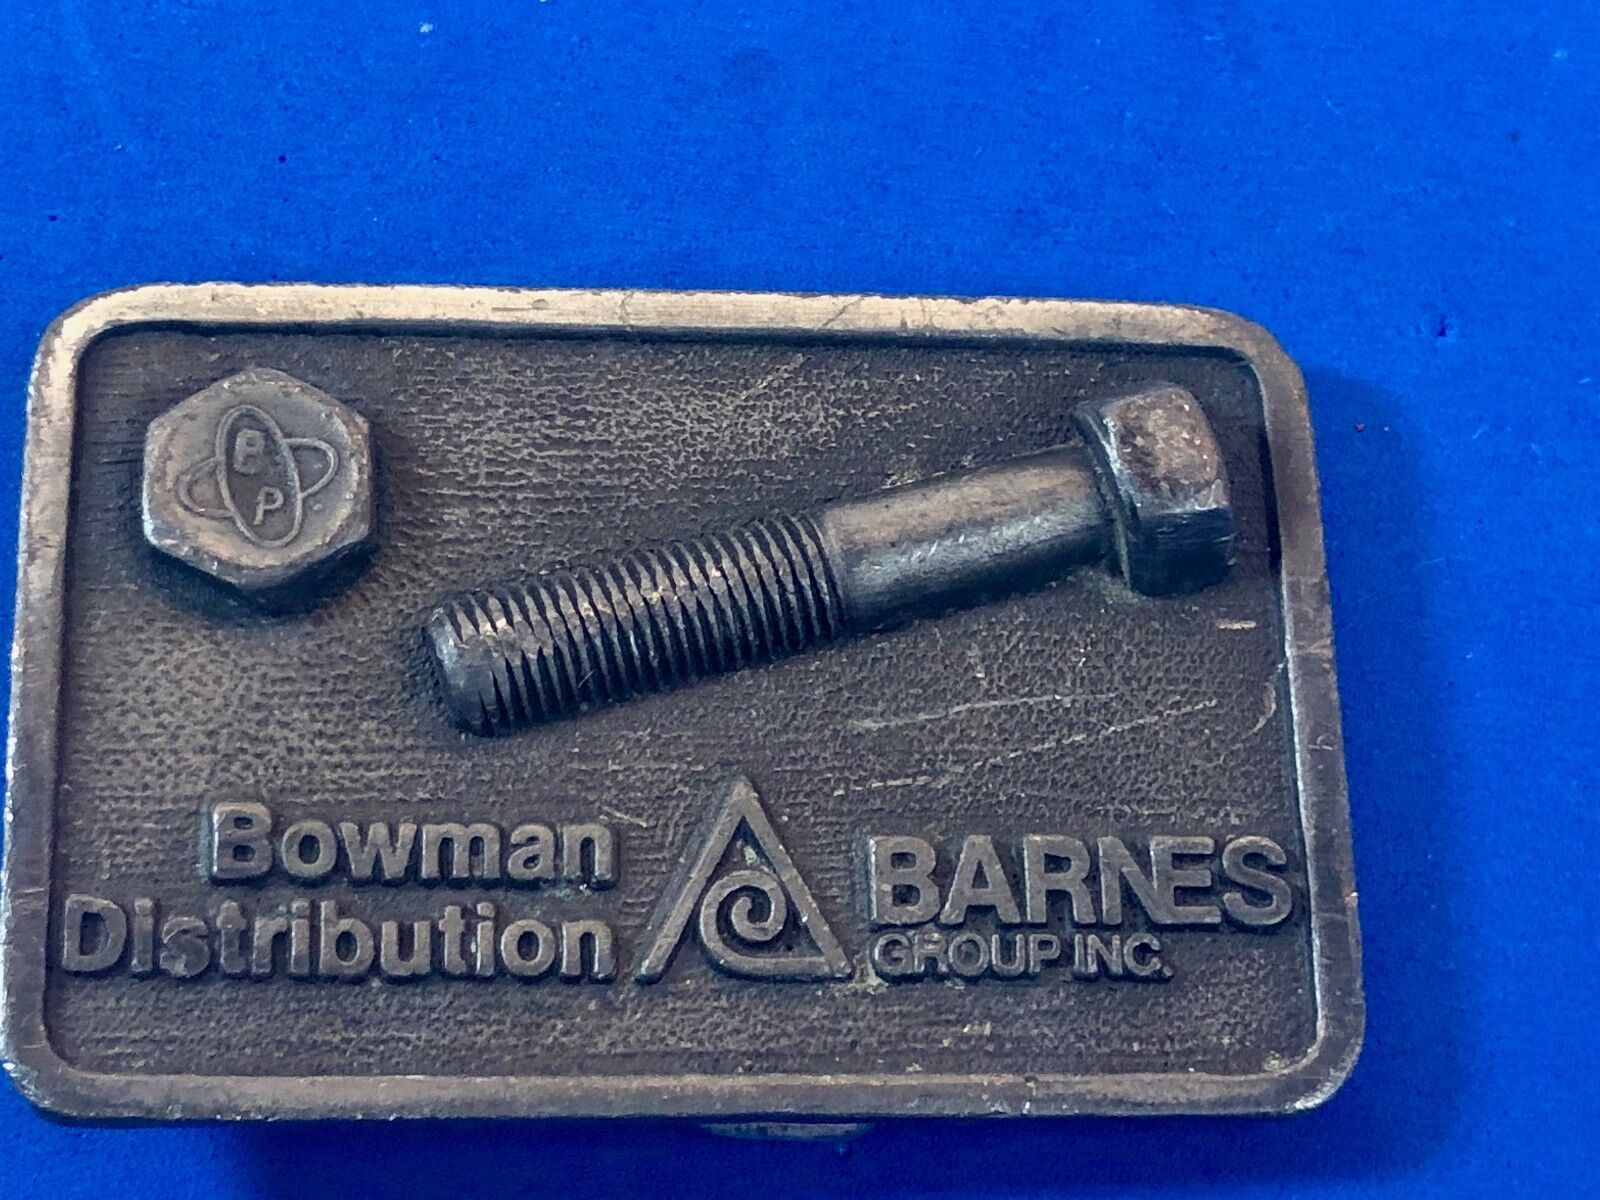 B
P
Bowman
Distribution
BARNES
GROUP INC.